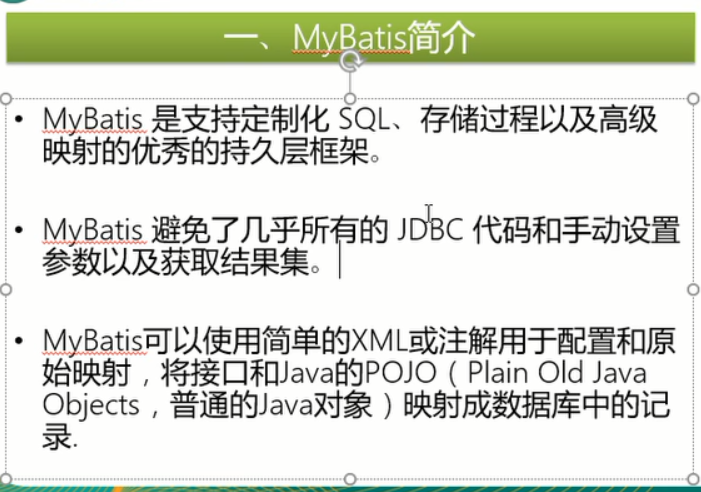 一、MyBatis简介
• MyBatis 是支持定制化 SQL、存储过程以及高级
映射的优秀的持久层框架。
• MyBatis 避免了几乎所有的 JDBC 代码和手动设置
参数以及获取结果集。
• MyBatis可以使用简单的XML或注解用于配置和原
始映射，将接口和Java的POJO（Plain Old Java
Objects，普通的Java对象）映射成数据库中的记
录.